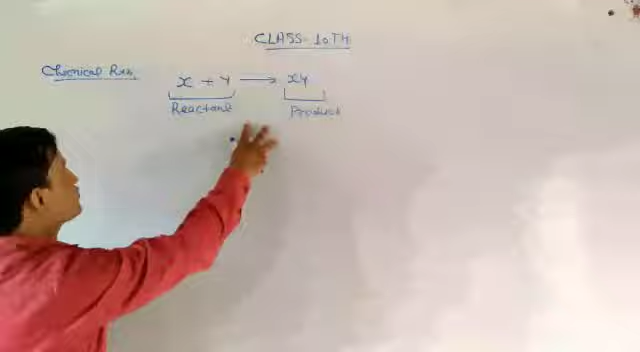 CLASS- 10TH
Chemical Rxn.
X + Y → XY
Reactant Product